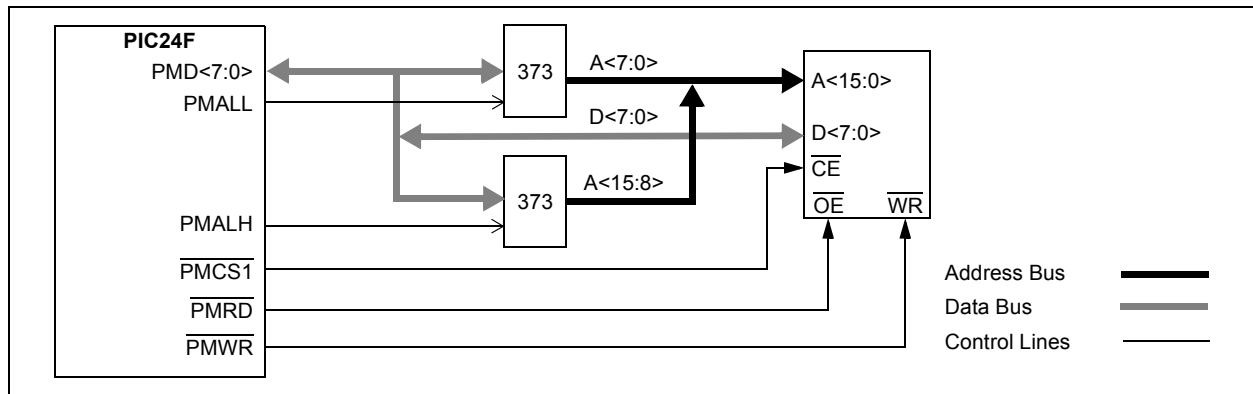 PIC24F
PMD<7:0>
PMALL
PMALH
PMCS1
PMRD
PMWR
373
A<7:0>
D<7:0>
373
A<15:8>
A<15:0>
D<7:0>
CE
OE WR
Address Bus
Data Bus
Control Lines